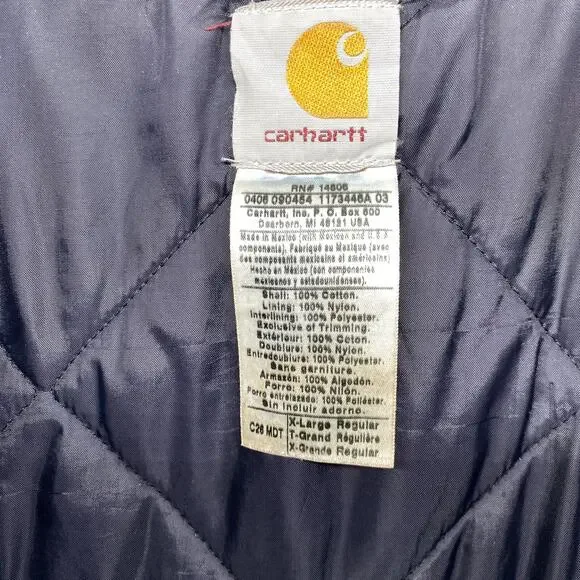 carhartt
RN# 14806
0406 090454 1173446A 03
Carhartt, Inc. P. O. Box 600
Dearborn, MI 48121 USA
Made in Mexico (with Mexican and U.S.A
components). Fabriqué au Mexique (avec
des composants mexicains et américains)
Hecho en México (son componentes
mexicanos y estadounidenses).
Shell: 100% Cotton.
Lining: 100% Nylon.
Interlining: 100% Polyester.
Exclusive of Trimming.
Extérieur: 100% Coton.
Doublure: 100% Nylon.
Entredoublure: 100% Polyester.
Sans garniture.
Armazón: 100% Algodón.
Forro: 100% Nilón.
Forro entretelado: 100% Poliéster.
Sin incluir adorno.
C26 MDT
X-Large Regular
T-Grand Régulière
X-Grande Regular